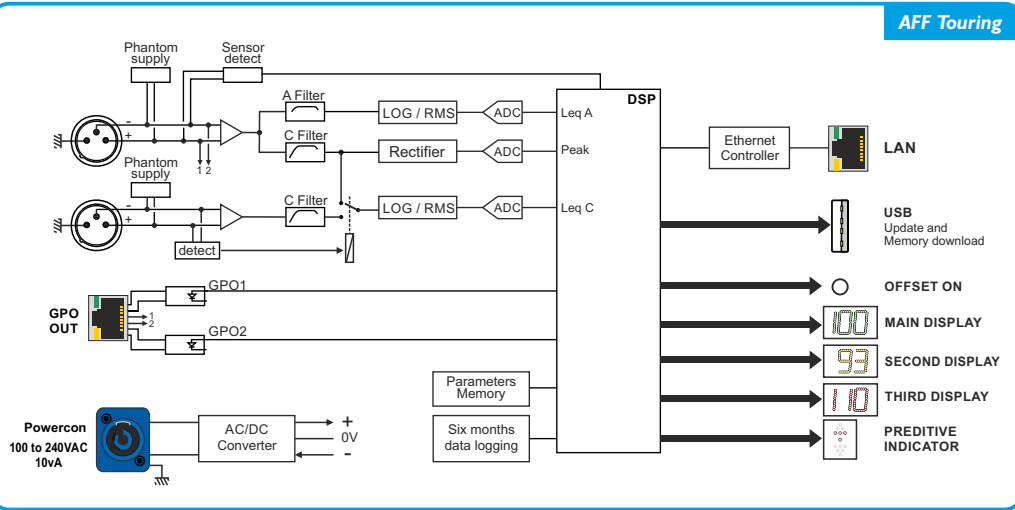 AFF Touring
Phantom
supply
Sensor
detect
-
+
1 2
A Filter
LOG / RMS
ADC
Leq A
DSP
C Filter
Rectifier
ADC
Peak
Ethernet
Controller
LAN
Phantom
supply
-
+
C Filter
LOG / RMS
ADC
Leq C
detect
USB
Update and
Memory download
GPO
OUT
GPO1
1
2
GPO2
OFFSET ON
100
MAIN DISPLAY
93
SECOND DISPLAY
110
THIRD DISPLAY
PREDITIVE
INDICATOR
Parameters
Memory
Six months
data logging
Powercon
100 to 240VAC
10vA
AC/DC
Converter
+
0V
-